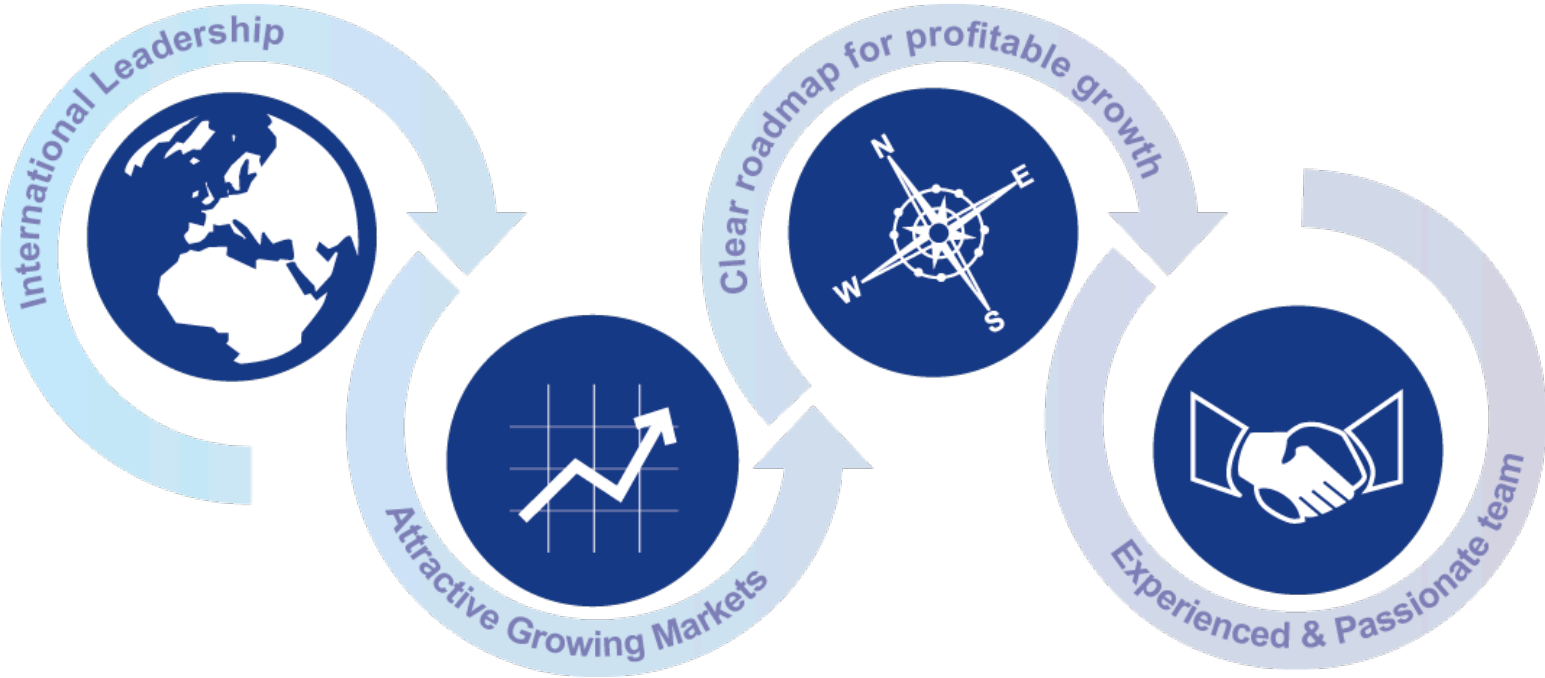 International Leadership
Attractive Growing Markets
Clear roadmap for profitable growth
N
E
W
S
Experienced & Passionate team